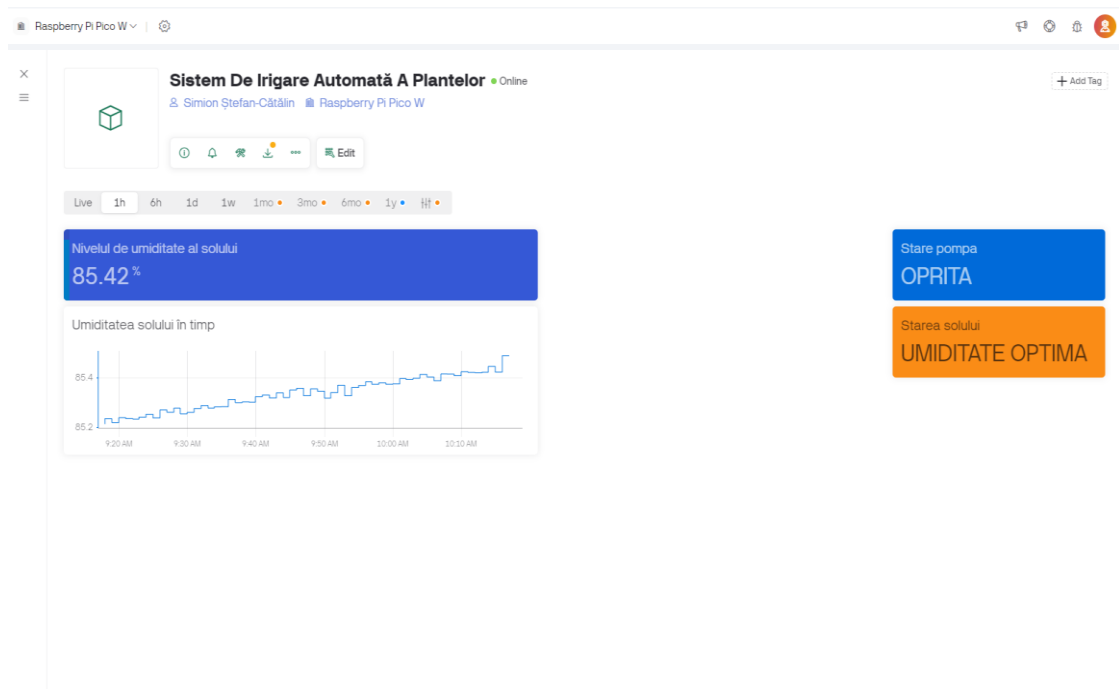 Raspberry Pi Pico W
Sistem De Irigare Automată A Plantelor
Online
Add Tag
Simion Ștefan-Cătălin
Raspberry Pi Pico W
Edit
Live 1h 6h 1d 1w 1mo 3mo 6mo 1y
Nivelul de umiditate al solului
85.42 %
Stare pompa
OPRITA
Umiditatea solului în timp
Starea solului
UMIDITATE OPTIMA
85.4
85.2
9:20 AM 9:30 AM 9:40 AM 9:50 AM 10:00 AM 10:10 AM